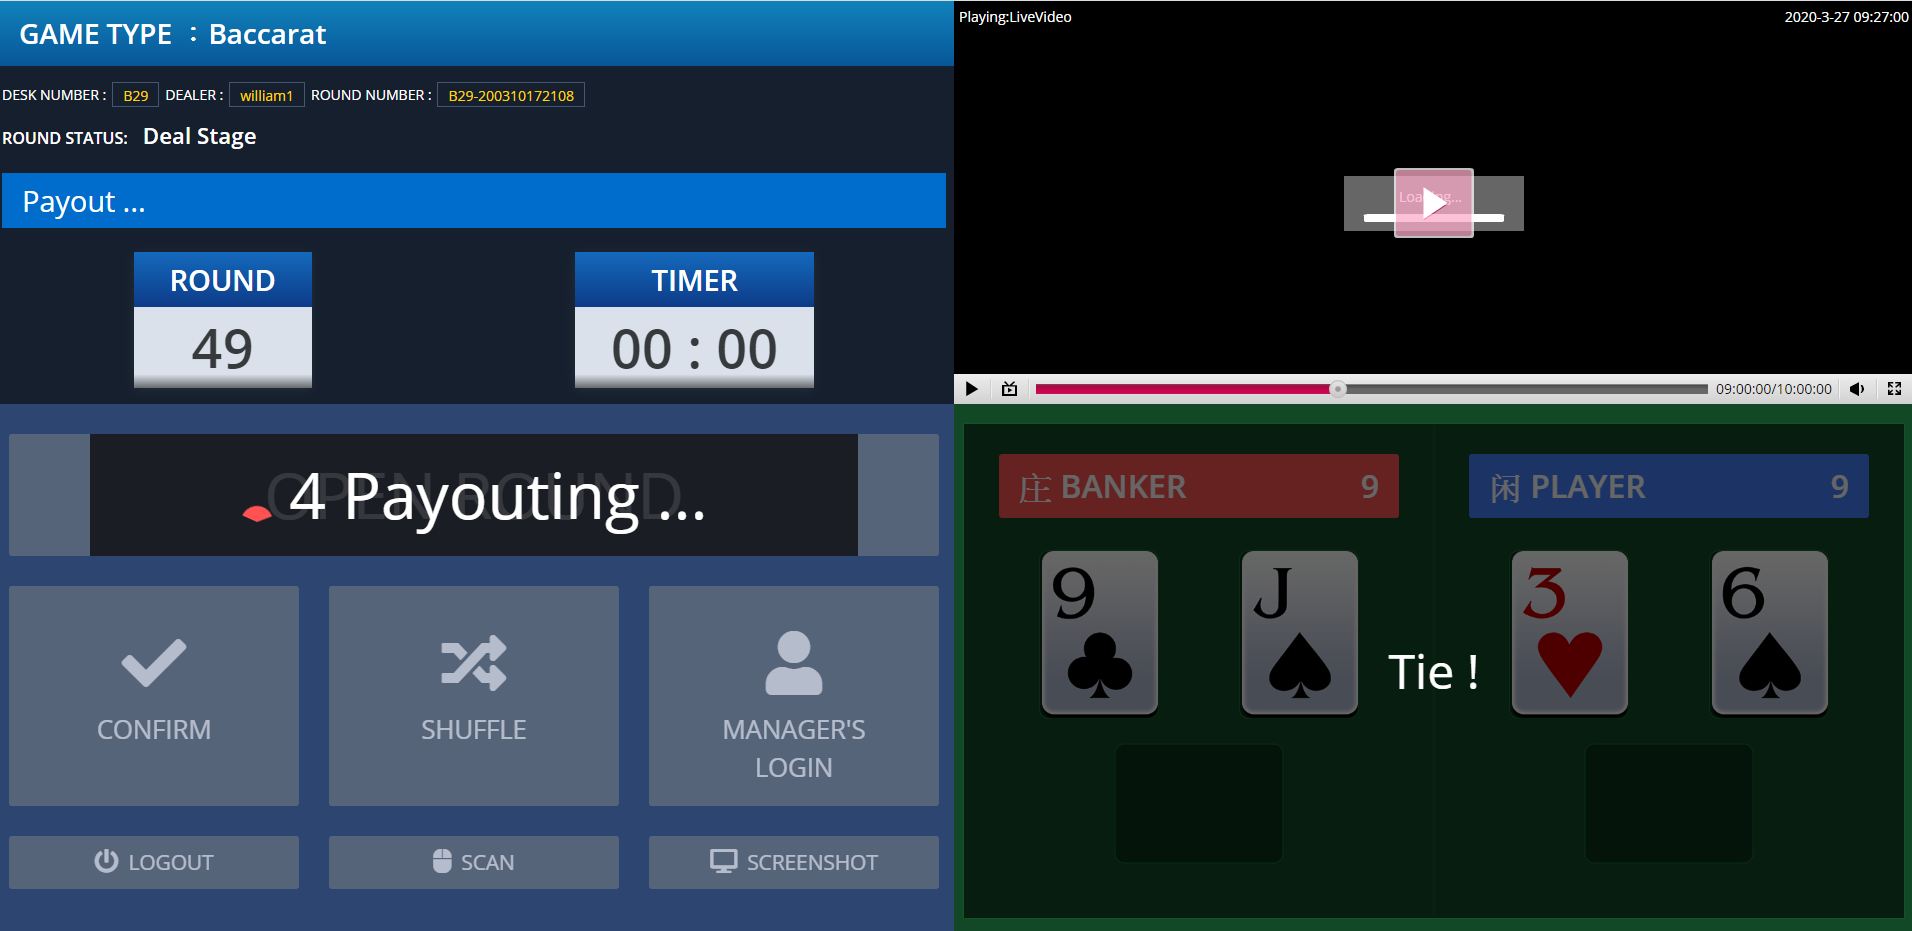 GAME TYPE : Baccarat
DESK NUMBER : B29 DEALER : william1 ROUND NUMBER : B29-200310172108
ROUND STATUS: Deal Stage
Payout ...
ROUND
49
TIMER
00 : 00
OPEN ROUND
4 Payouting ...
CONFIRM
SHUFFLE
MANAGER'S
LOGIN
LOGOUT
SCAN
SCREENSHOT
Playing:LiveVideo
2020-3-27 09:27:00
Loading...
09:00:00/10:00:00
庄 BANKER 9
闲 PLAYER 9
9
J
3
6
Tie !